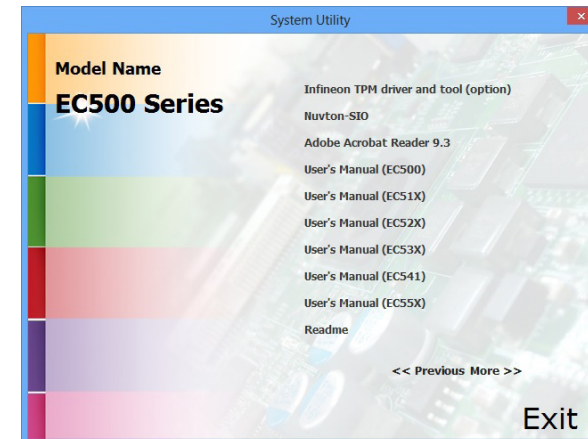 System Utility
Model Name
EC500 Series
Infineon TPM driver and tool (option)
Nuvton-SIO
Adobe Acrobat Reader 9.3
User's Manual (EC500)
User's Manual (EC51X)
User's Manual (EC52X)
User's Manual (EC53X)
User's Manual (EC541)
User's Manual (EC55X)
Readme
<< Previous More >>
Exit